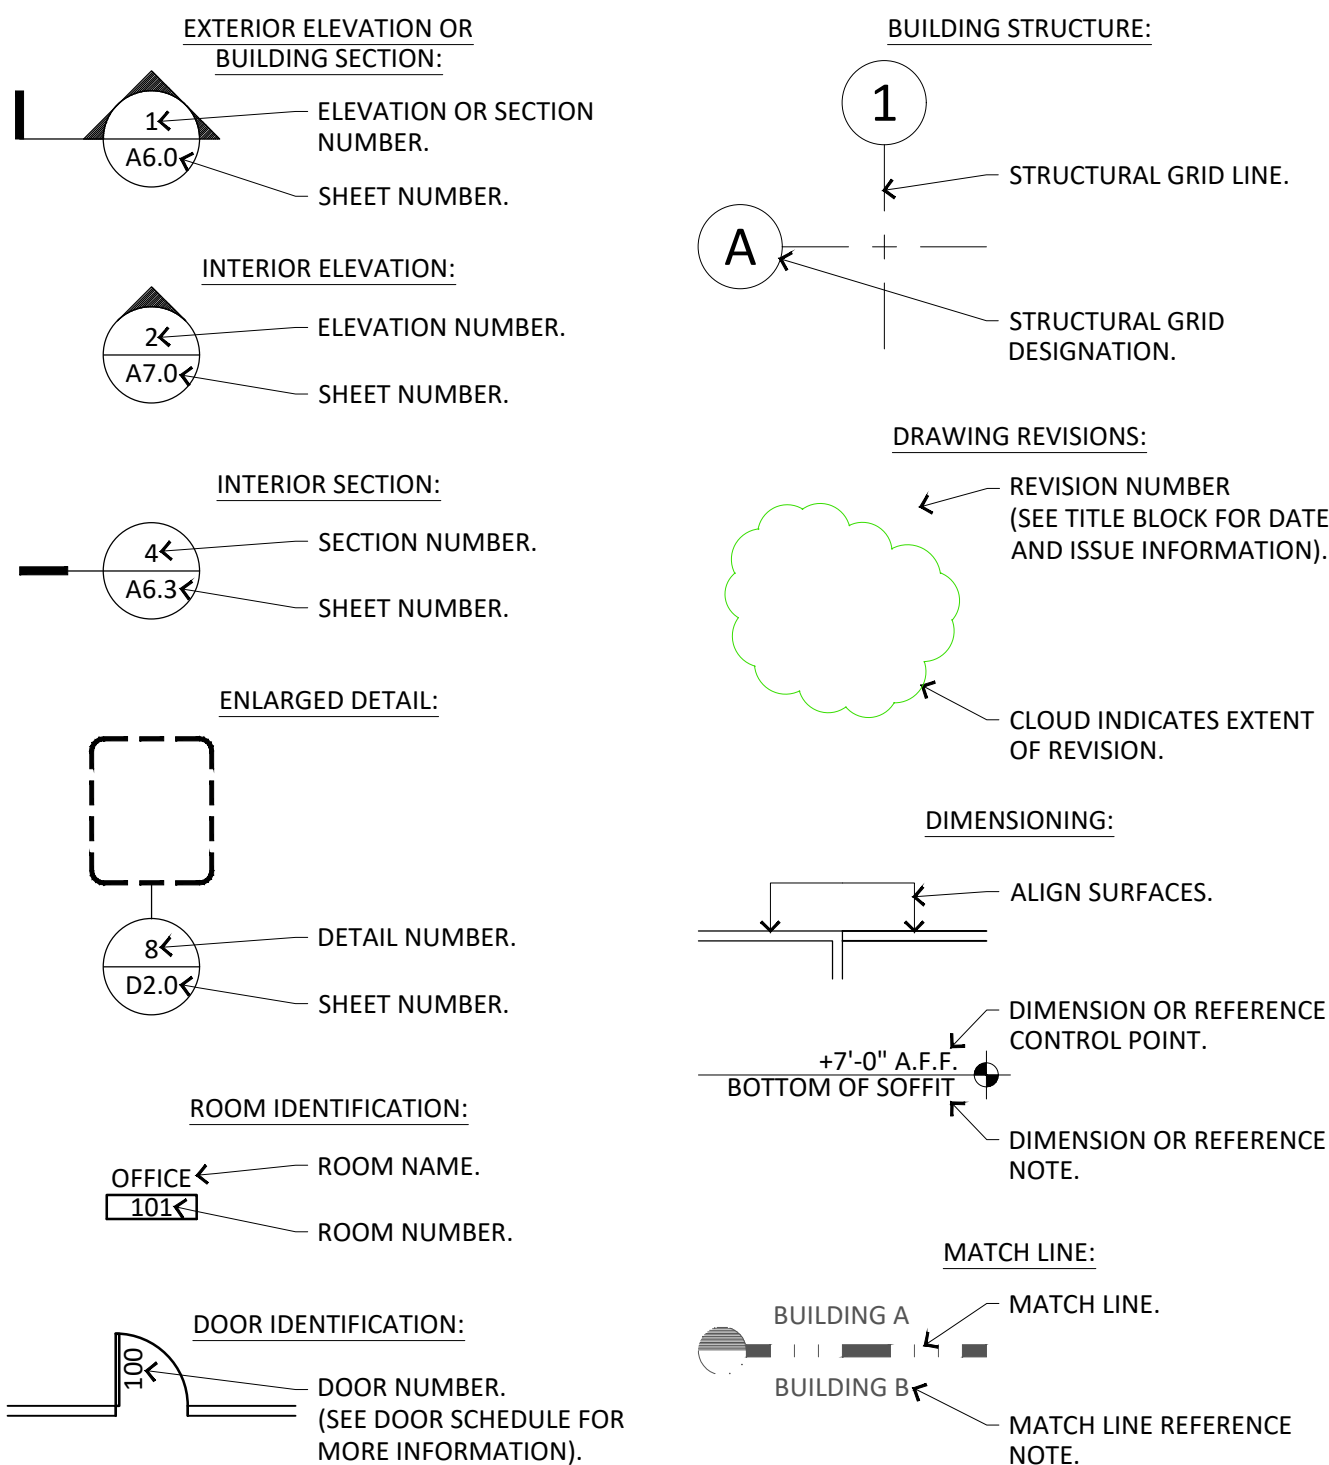 EXTERIOR ELEVATION OR
BUILDING SECTION:
1
A6.0
ELEVATION OR SECTION
NUMBER.
SHEET NUMBER.
INTERIOR ELEVATION:
2
A7.0
ELEVATION NUMBER.
SHEET NUMBER.
INTERIOR SECTION:
4
A6.3
SECTION NUMBER.
SHEET NUMBER.
ENLARGED DETAIL:
8
D2.0
DETAIL NUMBER.
SHEET NUMBER.
ROOM IDENTIFICATION:
OFFICE
101
ROOM NAME.
ROOM NUMBER.
DOOR IDENTIFICATION:
100
DOOR NUMBER.
(SEE DOOR SCHEDULE FOR
MORE INFORMATION).
BUILDING STRUCTURE:
1
A
STRUCTURAL GRID LINE.
STRUCTURAL GRID
DESIGNATION.
DRAWING REVISIONS:
REVISION NUMBER
(SEE TITLE BLOCK FOR DATE
AND ISSUE INFORMATION).
CLOUD INDICATES EXTENT
OF REVISION.
DIMENSIONING:
ALIGN SURFACES.
+7'-0" A.F.F.
BOTTOM OF SOFFIT
DIMENSION OR REFERENCE
CONTROL POINT.
DIMENSION OR REFERENCE
NOTE.
MATCH LINE:
BUILDING A
BUILDING B
MATCH LINE.
MATCH LINE REFERENCE
NOTE.